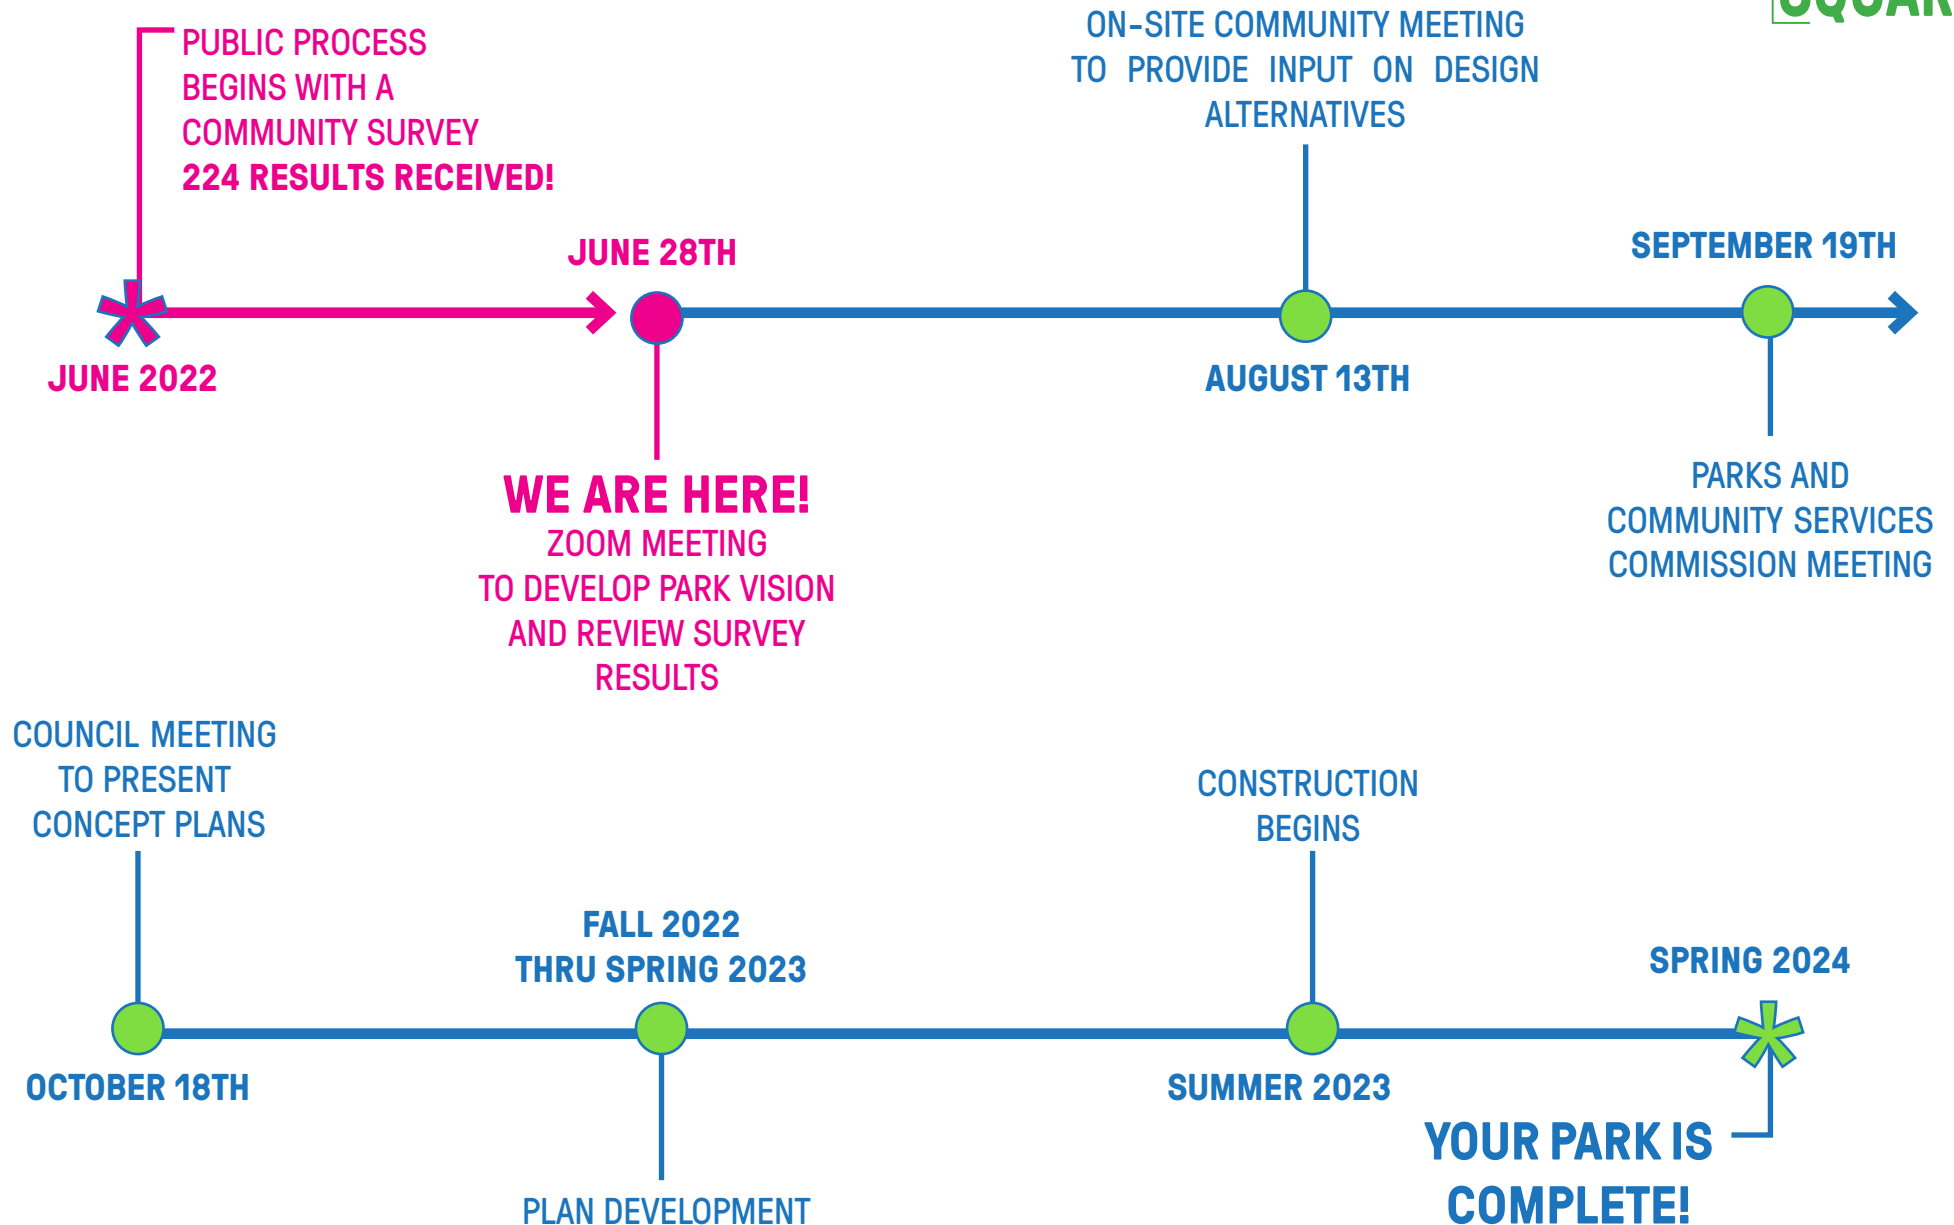 PUBLIC PROCESS
BEGINS WITH A
COMMUNITY SURVEY
224 RESULTS RECEIVED!
JUNE 2022
JUNE 28TH
WE ARE HERE!
ZOOM MEETING
TO DEVELOP PARK VISION
AND REVIEW SURVEY
RESULTS
ON-SITE COMMUNITY MEETING
TO PROVIDE INPUT ON DESIGN
ALTERNATIVES
AUGUST 13TH
SEPTEMBER 19TH
PARKS AND
COMMUNITY SERVICES
COMMISSION MEETING
COUNCIL MEETING
TO PRESENT
CONCEPT PLANS
OCTOBER 18TH
FALL 2022
THRU SPRING 2023
PLAN DEVELOPMENT
CONSTRUCTION
BEGINS
SUMMER 2023
SPRING 2024
YOUR PARK IS
COMPLETE!